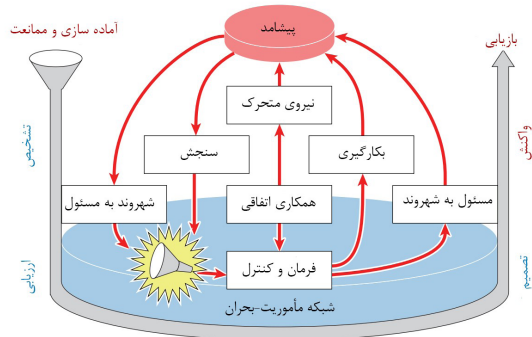 آماده سازی و ممانعت
پیشامد
بازیابی
نیروی متحرک
تشخیص
واکنش
سنجش
بکارگیری
شهروند به مسئول
همکاری اتفاقی
مسئول به شهروند
ارزیابی
فرمان و کنترل
تصمیم
شبکه مأموریت-بحران